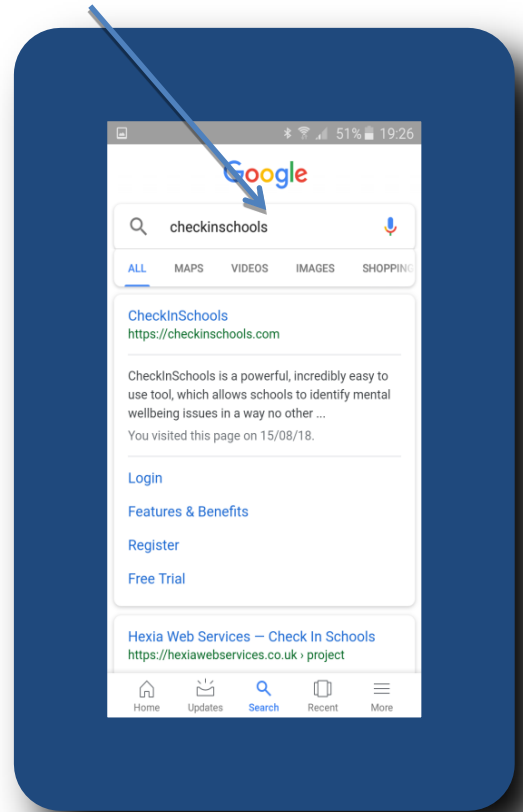 51% 19:26
Google
checkinschools
ALL MAPS VIDEOS IMAGES SHOPPING
CheckInSchools
https://checkinschools.com
CheckInSchools is a powerful, incredibly easy to
use tool, which allows schools to identify mental
wellbeing issues in a way no other ...
You visited this page on 15/08/18.
Login
Features & Benefits
Register
Free Trial
Hexia Web Services — Check In Schools
https://hexiawebservices.co.uk › project
Home Updates Search Recent More